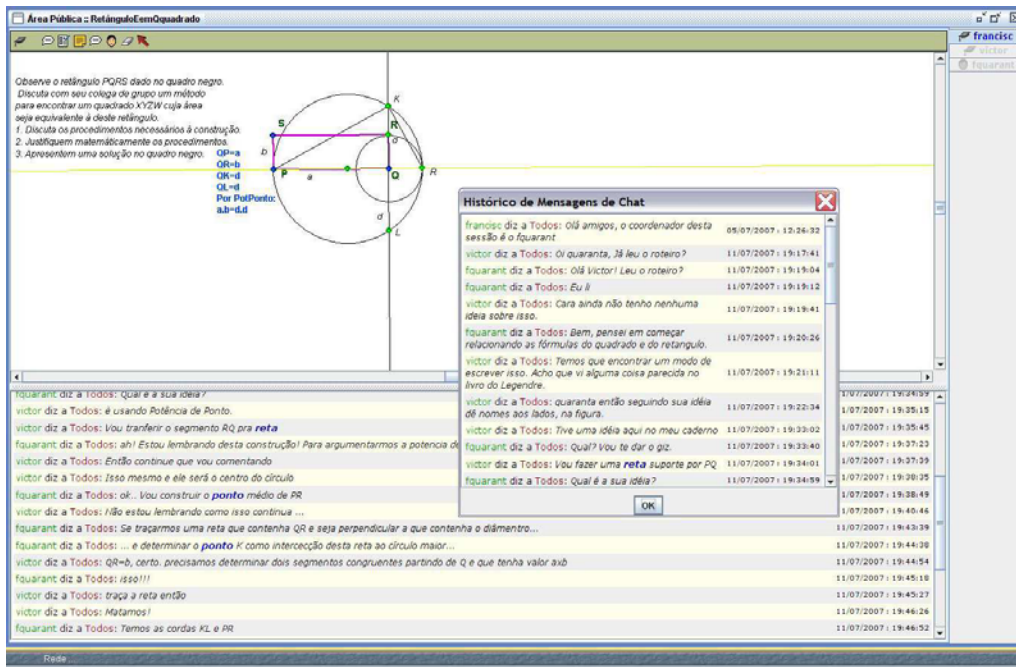 Área Pública :: RetánguloEemQquadrado
francisc
victor
fquarant
Observe o retângulo PQRS dado no quadro negro.
Discuta com seu colega de grupo um método
para encontrar um quadrado XYZW cuja área
seja equivalente à deste retângulo.
1. Discuta os procedimentos necessários à construção.
2. Justifiquem matemáticamente os procedimentos.
3. Apresentem uma solução no quadro negro.
QP=a
QR=b
QK=d
QL=d
Por PotPonto:
a.b=d.d
K
S
R
d
b
P
a
Q
R
d
L
Histórico de Mensagens de Chat
francisc diz a Todos: Olá amigos, o coordenador desta
sessão é o fquarant
05/07/2007 : 12:26:32
victor diz a Todos: Oi quaranta, Já leu o roteiro? 11/07/2007 : 19:17:41
fquarant diz a Todos: Olá Victor! Leu o roteiro? 11/07/2007 : 19:19:04
fquarant diz a Todos: Eu li 11/07/2007 : 19:19:12
victor diz a Todos: Cara ainda não tenho nenhuma
ideia sobre isso.
11/07/2007 : 19:19:41
fquarant diz a Todos: Bem, pensei em começar
relacionando as fórmulas do quadrado e do retangulo.
11/07/2007 : 19:20:26
victor diz a Todos: Temos que encontrar um modo de
escrever isso. Acho que vi alguma coisa parecida no
livro do Legendre.
11/07/2007 : 19:21:11
victor diz a Todos: quaranta então seguindo sua idéia
dê nomes aos lados, na figura.
11/07/2007 : 19:22:34
victor diz a Todos: Tive uma idéia aqui no meu caderno 11/07/2007 : 19:33:02
fquarant diz a Todos: Qual? Vou te dar o giz. 11/07/2007 : 19:33:40
victor diz a Todos: Vou fazer uma reta suporte por PQ 11/07/2007 : 19:34:01
fquarant diz a Todos: Qual é a sua idéia? 11/07/2007 : 19:34:59
OK
fquarant diz a Todos: Qual é a sua idéia? 1/07/2007 : 19:34:59
victor diz a Todos: é usando Potência de Ponto. 1/07/2007 : 19:35:15
victor diz a Todos: Vou tranferir o segmento RQ pra reta 1/07/2007 : 19:35:45
fquarant diz a Todos: ah! Estou lembrando desta construção! Para argumentarmos a potencia de 1/07/2007 : 19:37:23
victor diz a Todos: Então continue que vou comentando 1/07/2007 : 19:37:39
victor diz a Todos: Isso mesmo e ele será o centro do círculo 1/07/2007 : 19:38:35
fquarant diz a Todos: ok.. Vou construir o ponto médio de PR 1/07/2007 : 19:38:49
victor diz a Todos: Não estou lembrando como isso continua ... 1/07/2007 : 19:40:46
fquarant diz a Todos: Se traçarmos uma reta que contenha QR e seja perpendicular a que contenha o diâmentro... 11/07/2007 : 19:43:39
fquarant diz a Todos: ... e determinar o ponto K como intercecção desta reta ao círculo maior... 11/07/2007 : 19:44:38
victor diz a Todos: QR=b, certo. precisamos determinar dois segmentos congruentes partindo de Q e que tenha valor axb 11/07/2007 : 19:44:54
fquarant diz a Todos: isso!!! 11/07/2007 : 19:45:18
victor diz a Todos: traça a reta então 11/07/2007 : 19:45:27
victor diz a Todos: Matamos! 11/07/2007 : 19:46:26
fquarant diz a Todos: Temos as cordas KL e PR 11/07/2007 : 19:46:52
Rede